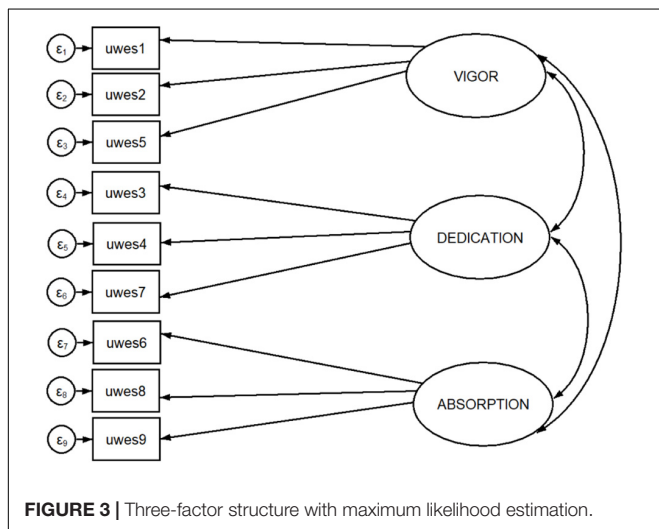 ε1 uwes1
ε2 uwes2
ε3 uwes5
VIGOR
ε4 uwes3
ε5 uwes4
ε6 uwes7
DEDICATION
ε7 uwes6
ε8 uwes8
ε9 uwes9
ABSORPTION
FIGURE 3 | Three-factor structure with maximum likelihood estimation.